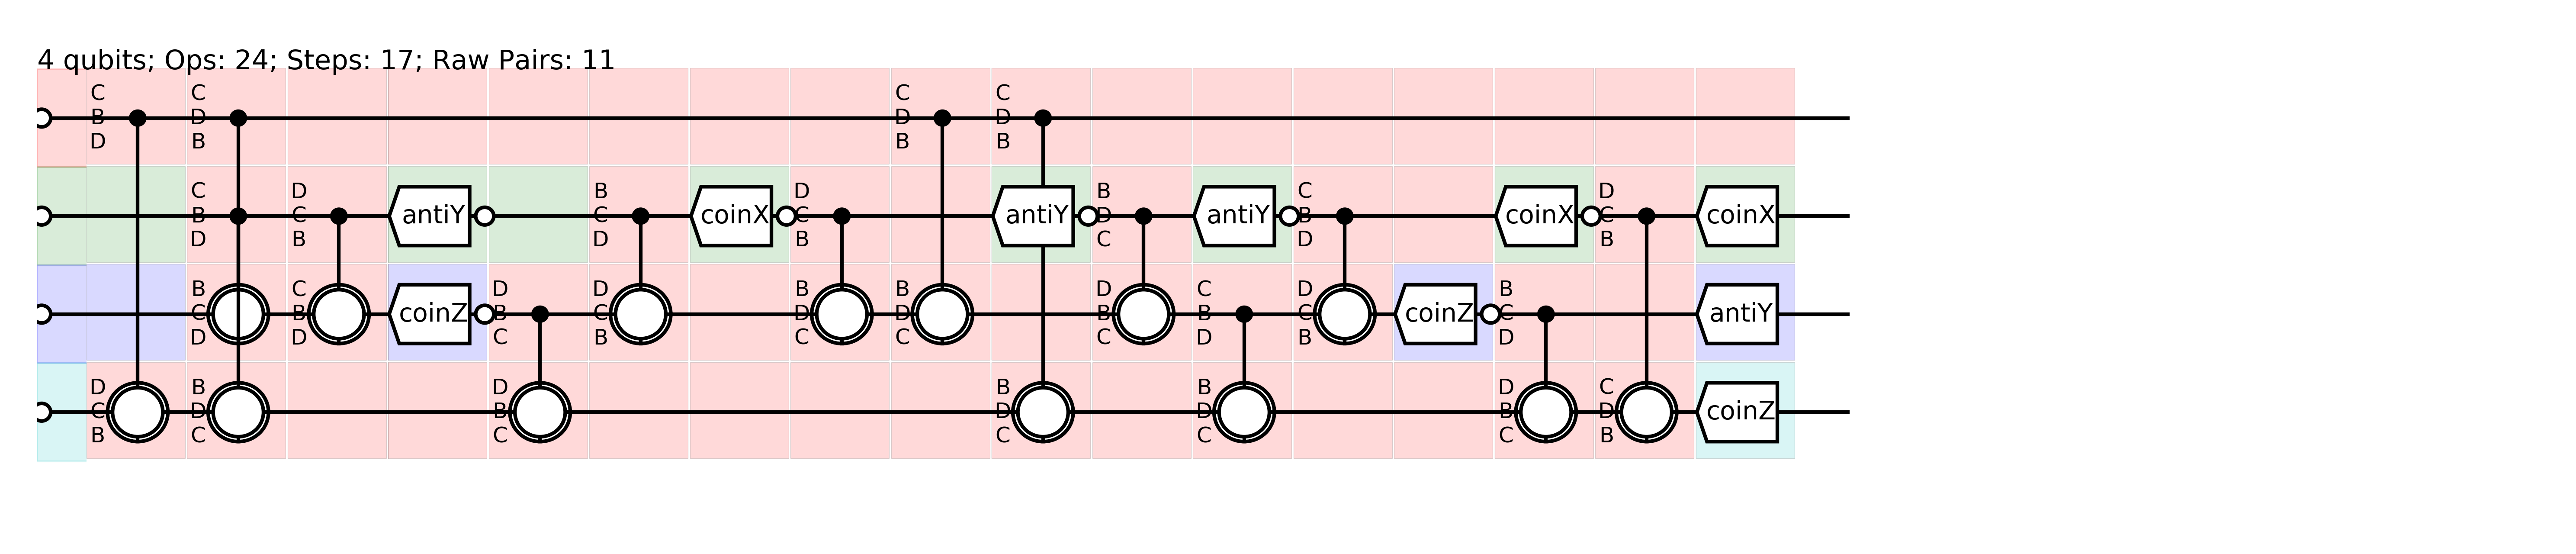 4 qubits; Ops: 24; Steps: 17; Raw Pairs: 11
C C C C
B D D D
D B B B
C D B D B C D
B C antiY C coinX C antiY D antiY B coinX C coinX
D B D B C D B
B C D D B B D C D B
C B coinZ B C D D B B C coinZ C antiY
D D C B C C C D B D
D B D B B D C
C D B D D B D coinZ
B C C C C C B